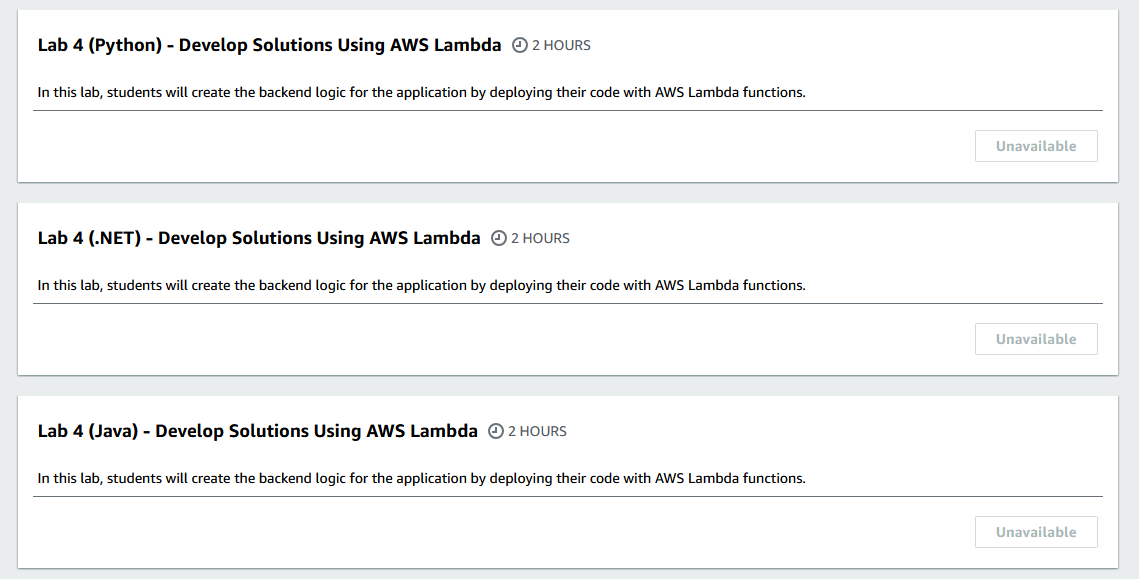 Lab 4 (Python) - Develop Solutions Using AWS Lambda 2 HOURS
In this lab, students will create the backend logic for the application by deploying their code with AWS Lambda functions.
Unavailable
Lab 4 (.NET) - Develop Solutions Using AWS Lambda 2 HOURS
In this lab, students will create the backend logic for the application by deploying their code with AWS Lambda functions.
Unavailable
Lab 4 (Java) - Develop Solutions Using AWS Lambda 2 HOURS
In this lab, students will create the backend logic for the application by deploying their code with AWS Lambda functions.
Unavailable